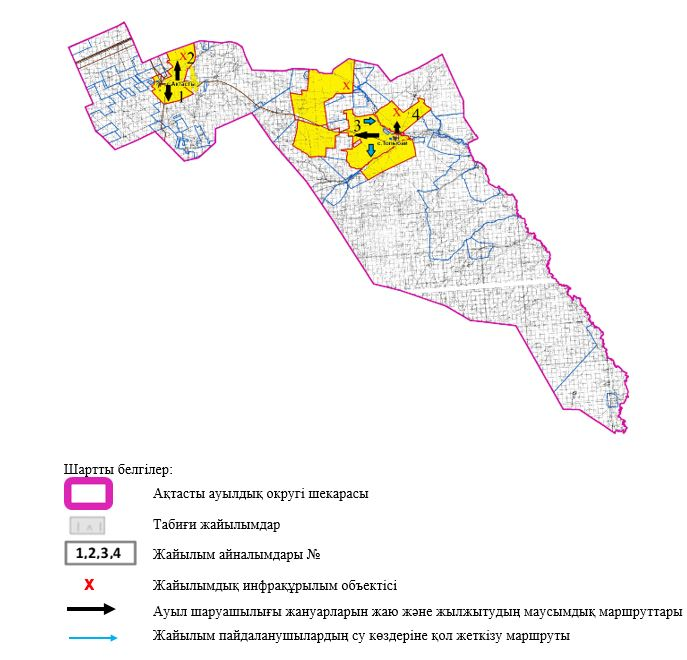 2
Ақтасты
1
3
4
с.Толыбай
Шартты белгілер:
Ақтасты ауылдық округі шекарасы
Табиғи жайылымдар
1,2,3,4 Жайылым айналымдары №
X Жайылымдық инфрақұрылым объектісі
Ауыл шаруашылығы жануарларын жаю және жылжытудың маусымдық маршруттары
Жайылым пайдаланушылардың су көздеріне қол жеткізу маршруты